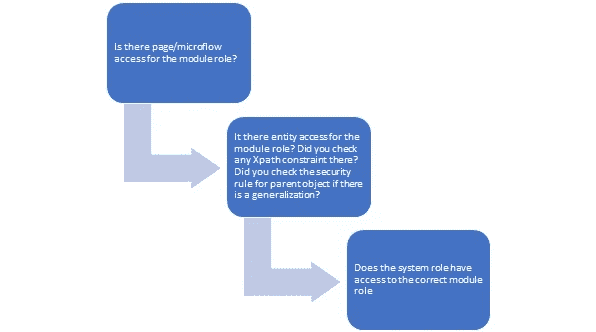 Is there page/microflow
access for the module role?
It there entity access for the
module role? Did you check
any Xpath constraint there?
Did you check the security
rule for parent object if there
is a generalization?
Does the system role have
access to the correct module
role